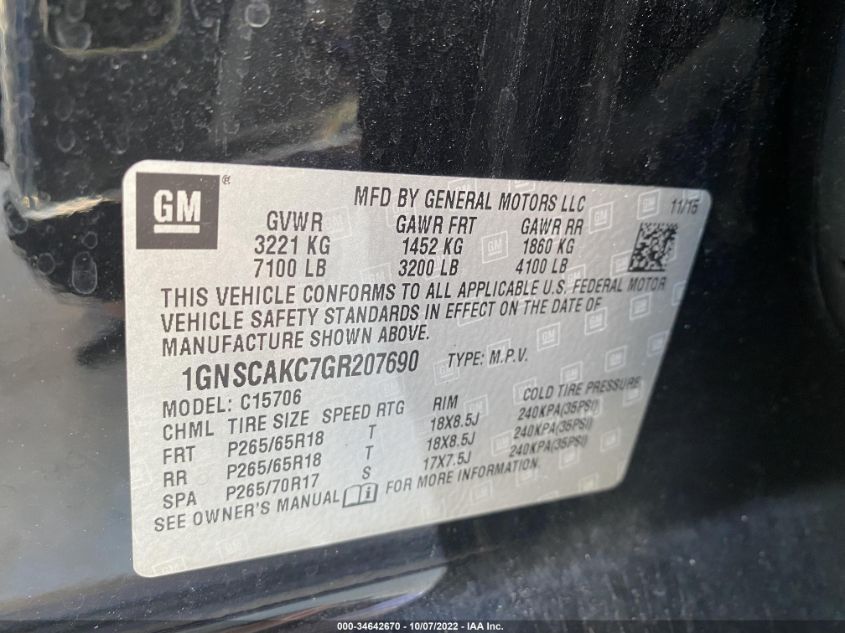 GM®
MFD BY GENERAL MOTORS LLC
11/15
GVWR GAWR FRT GAWR RR
3221 KG 1452 KG 1860 KG
7100 LB 3200 LB 4100 LB
THIS VEHICLE CONFORMS TO ALL APPLICABLE U.S. FEDERAL MOTOR
VEHICLE SAFETY STANDARDS IN EFFECT ON THE DATE OF
MANUFACTURE SHOWN ABOVE.
1GNSCAKC7GR207690 TYPE: M.P.V.
MODEL: C15706
CHML TIRE SIZE SPEED RTG RIM COLD TIRE PRESSURE
FRT P265/65R18 T 18X8.5J 240KPA(35PSI)
RR P265/65R18 T 18X8.5J 240KPA(35PSI)
SPA P265/70R17 S 17X7.5J 240KPA(35PSI)
SEE OWNER'S MANUAL FOR MORE INFORMATION.
000-34642670 - 10/07/2022 - IAA Inc.